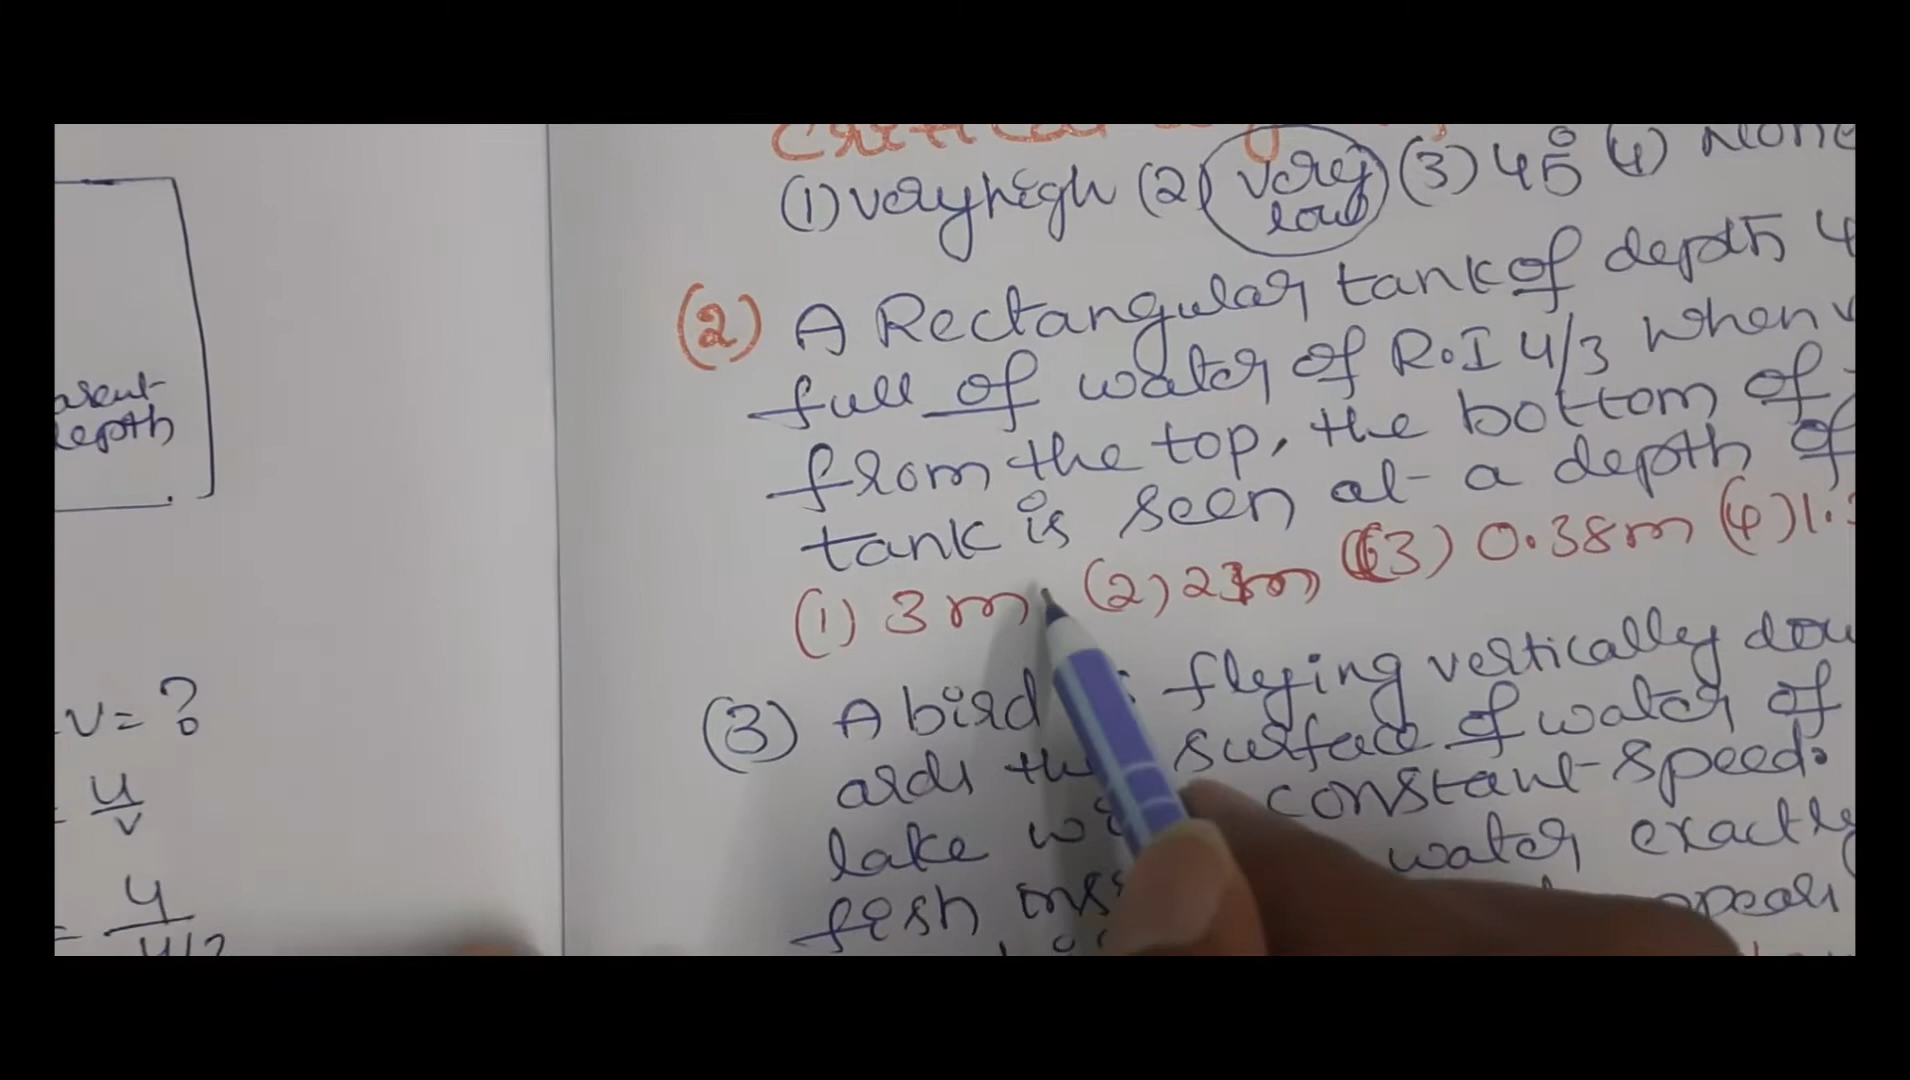 depth
V= ?
u
v
4
(1) very high (2) very low (3) 45° (4) None
(2) A Rectangular tank of depth 4
full of water of R.I 4/3 when
from the top, the bottom of
tank is seen at a depth of
(1) 3m (2) 23m (3) 0.38m (4) 1.
(3) A bird flying vertically
ards the surface of water of
lake constant speed.
fish water exactly